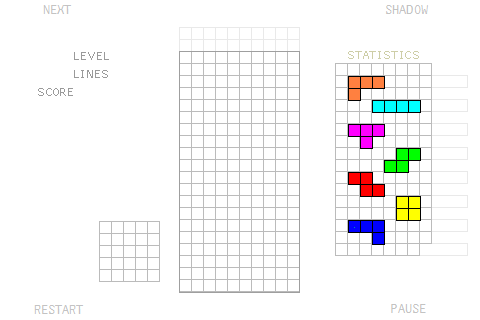 NEXT
SHADOW
LEVEL
STATISTICS
LINES
SCORE
RESTART
PAUSE